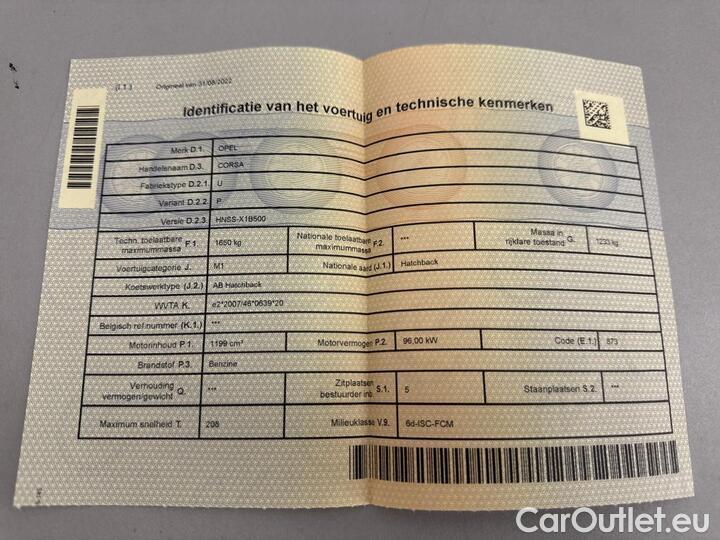 (I.1.) Origineel van 31/08/2022
Identificatie van het voertuig en technische kenmerken
Merk D.1. OPEL
Handelsnaam D.3. CORSA
Fabriekstype D.2.1. U
Variant D.2.2. P
Versie D.2.3. HNSS-X1B500
Techn. toelaatbare maximummassa F.1. 1650 kg Nationale toelaatbare maximummassa F.2. *** Massa in rijklare toestand G. 1233 kg
Voertuigcategorie J. M1 Nationale aard (J.1.) Hatchback
Koetswerktype (J.2.) AB Hatchback
WVTA K. e2*2007/46*0639*20
Belgisch ref.nummer (K.1.) ***
Motorinhoud P.1. 1199 cm³ Motorvermogen P.2. 96,00 kW Code (E.1.) 873
Brandstof P.3. Benzine
Verhouding vermogen/gewicht Q. *** Zitplaatsen bestuurder inb. S.1. 5 Staanplaatsen S.2. ***
Maximum snelheid T. 208 Milieuklasse V.9. 6d-ISC-FCM
CarOutlet.eu